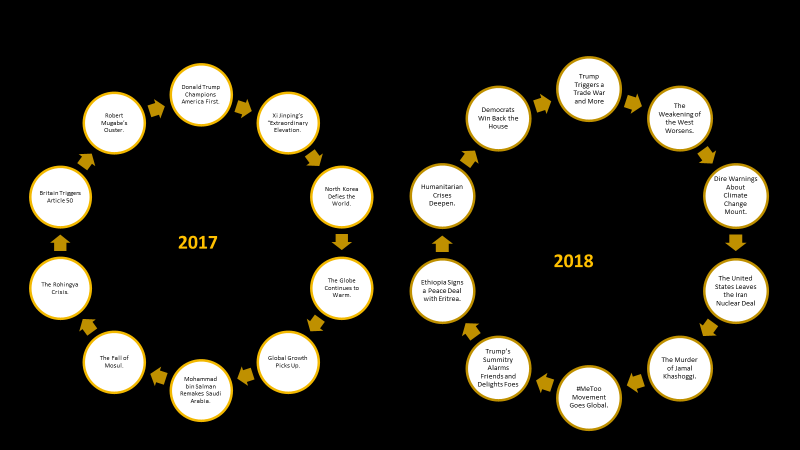 Donald Trump
Champions
America First.
Xi Jinping's
"Extraordinary
Elevation.
North Korea
Defies the
World.
The Globe
Continues to
Warm.
Global Growth
Picks Up.
Mohammad
bin Salman
Remakes Saudi
Arabia.
The Fall of
Mosul.
The Rohingya
Crisis.
Britain Triggers
Article 50
Robert
Mugabe's
Ouster.
2017
Trump
Triggers a
Trade War
and More
The
Weakening of
the West
Worsens.
Dire Warnings
About
Climate
Change
Mount.
The United
States Leaves
the Iran
Nuclear Deal
The Murder
of Jamal
Khashoggi.
#MeToo
Movement
Goes Global.
Trump's
Summitry
Alarms
Friends and
Delights Foes
Ethiopia Signs
a Peace Deal
with Eritrea.
Humanitarian
Crises
Deepen.
Democrats
Win Back the
House
2018